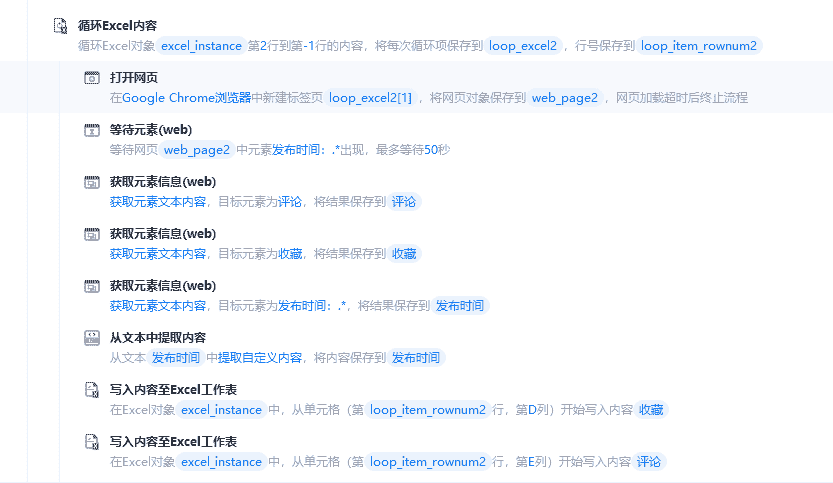 循环Excel内容
循环Excel对象 excel_instance 第2行到第-1行的内容，将每次循环项保存到 loop_excel2 ，行号保存到 loop_item_rownum2
打开网页
在Google Chrome浏览器中新建标签页 loop_excel2[1] ，将网页对象保存到 web_page2 ，网页加载超时后终止流程
等待元素(web)
等待网页 web_page2 中元素发布时间：.*出现，最多等待50秒
获取元素信息(web)
获取元素文本内容，目标元素为评论，将结果保存到 评论
获取元素信息(web)
获取元素文本内容，目标元素为收藏，将结果保存到 收藏
获取元素信息(web)
获取元素文本内容，目标元素为发布时间：.*，将结果保存到 发布时间
从文本中提取内容
从文本 发布时间 中提取自定义内容，将内容保存到 发布时间
写入内容至Excel工作表
在Excel对象 excel_instance 中，从单元格（第 loop_item_rownum2 行，第D列）开始写入内容 收藏
写入内容至Excel工作表
在Excel对象 excel_instance 中，从单元格（第 loop_item_rownum2 行，第E列）开始写入内容 评论